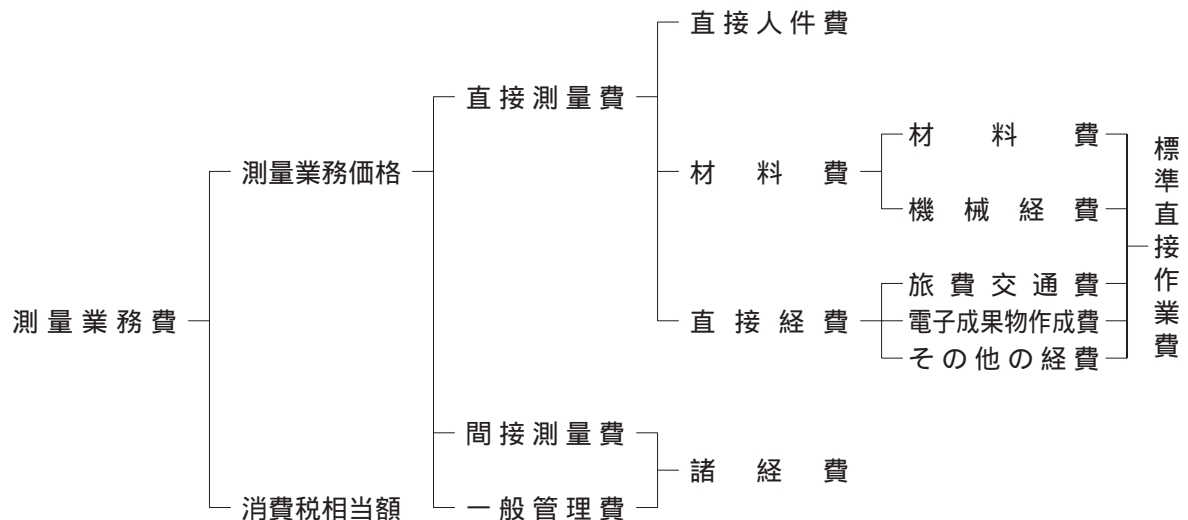 直接人件費
直接測量費
材料費
標準直接作業費
測量業務価格
材料費
機械経費
旅費交通費
測量業務費
直接経費
電子成果物作成費
その他の経費
間接測量費
諸経費
消費税相当額
一般管理費